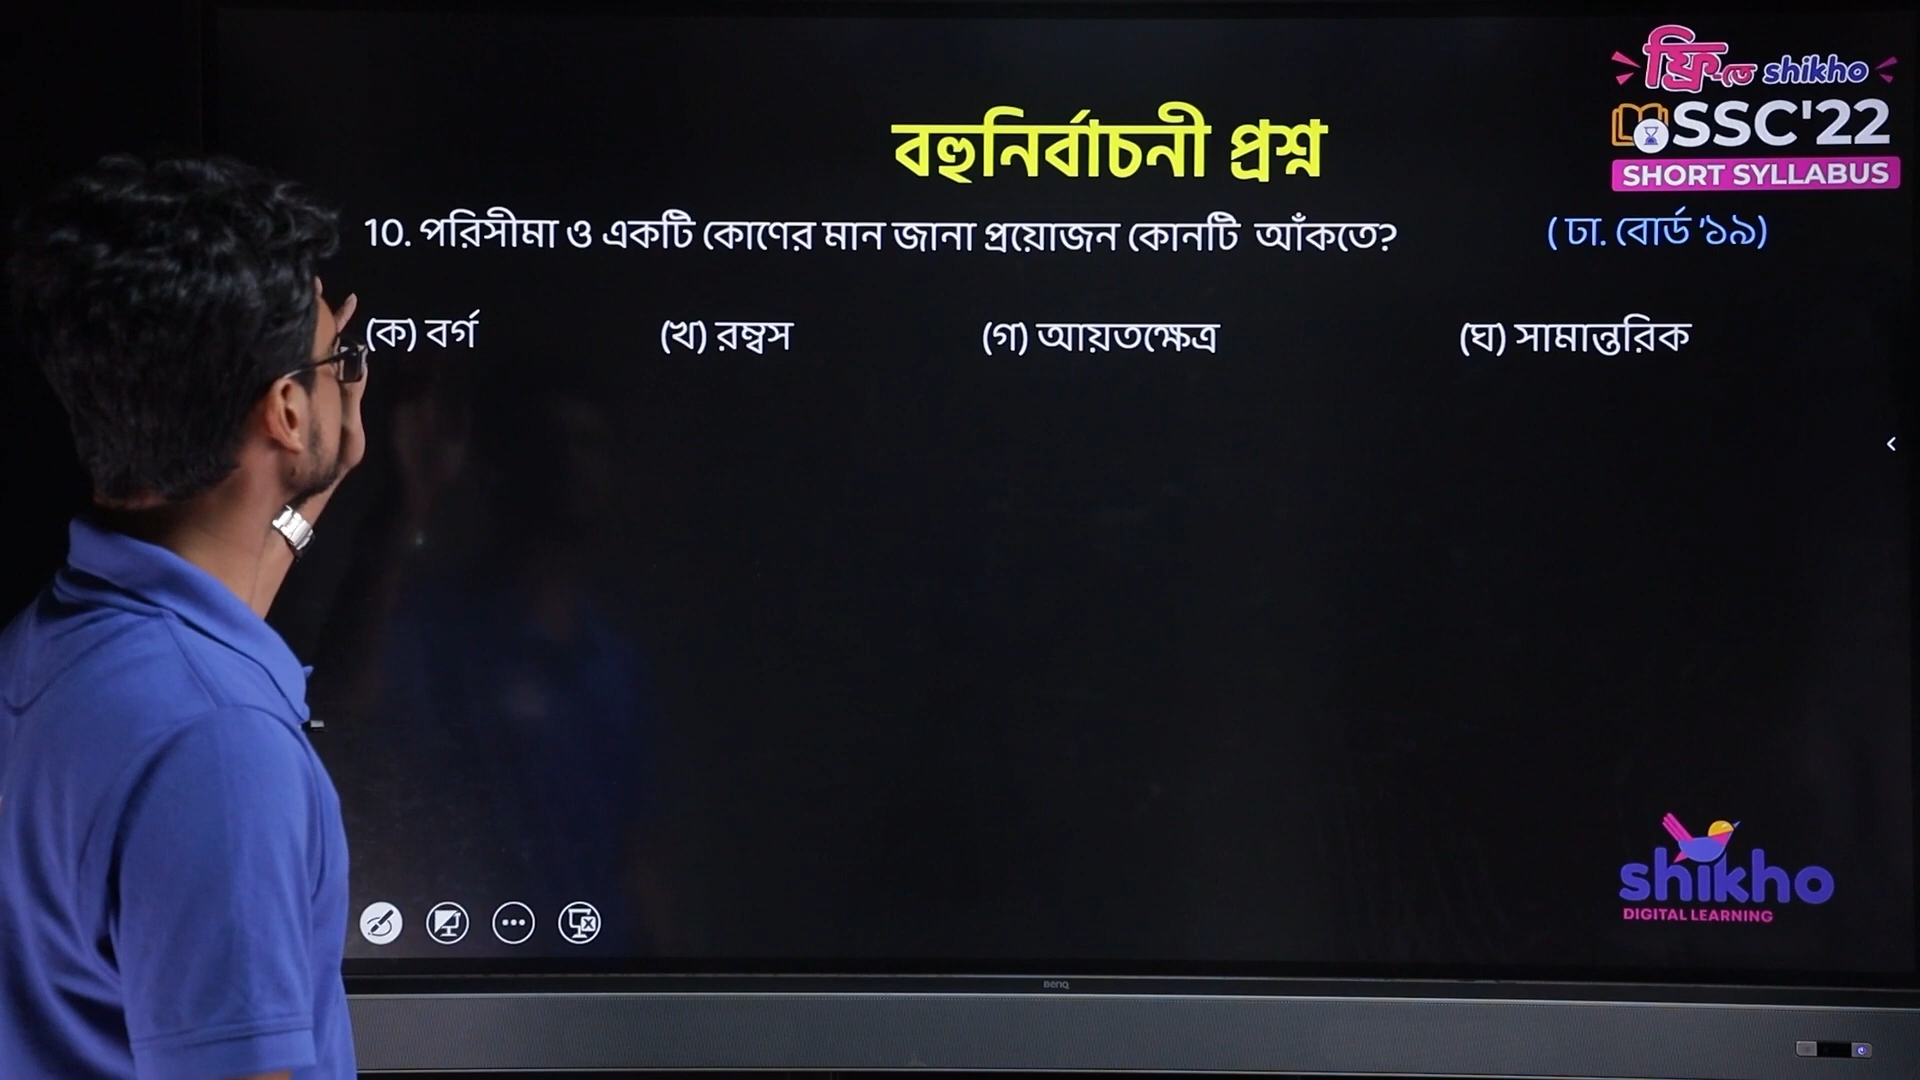 ফ্রি-তে shikho
SSC'22
SHORT SYLLABUS
বহুনির্বাচনী প্রশ্ন
10. পরিসীমা ও একটি কোণের মান জানা প্রয়োজন কোনটি আঁকতে? ( ঢা. বোর্ড '১৯)
(ক) বর্গ (খ) রম্বস (গ) আয়তক্ষেত্র (ঘ) সামান্তরিক
shikho
DIGITAL LEARNING
BenQ